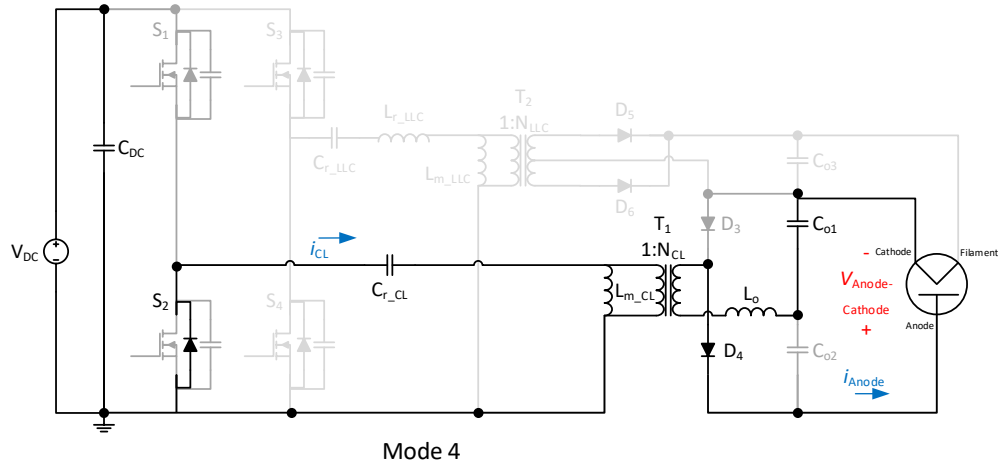 S1
S3
T2
1:NLLC
D5
Lr_LLC
CDC
Cr_LLC
Lm_LLC
Co3
D6
D3
T1
1:NCL
Co1
iCL
VDC
Cathode
Filament
-
VAnode-
Cathode
+
Anode
Cr_CL
Lm_CL
Lo
S2
S4
D4
Co2
iAnode
Mode 4